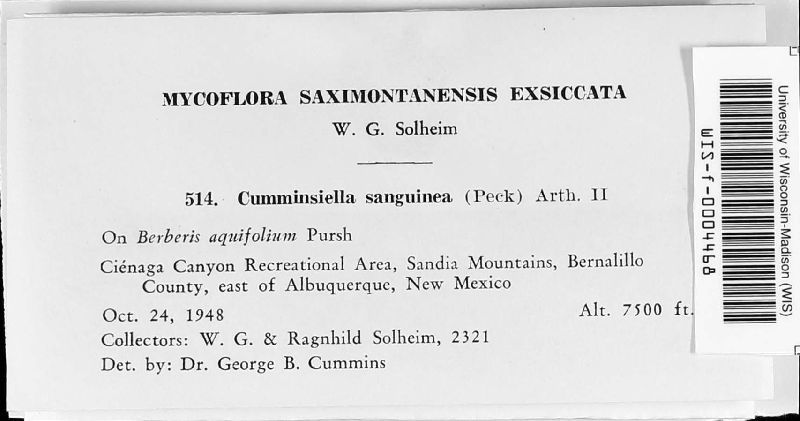 MYCOFLORA SAXIMONTANENSIS EXSICCATA
W. G. Solheim
514. Cumminsiella sanguinea (Peck) Arth. II
On Berberis aquifolium Pursh
Ciénaga Canyon Recreational Area, Sandia Mountains, Bernalillo
County, east of Albuquerque, New Mexico
Oct. 24, 1948
Alt. 7500 ft.
Collectors: W. G. & Ragnhild Solheim, 2321
Det. by: Dr. George B. Cummins
University of Wisconsin-Madison (WIS)
WIS-f-0004468